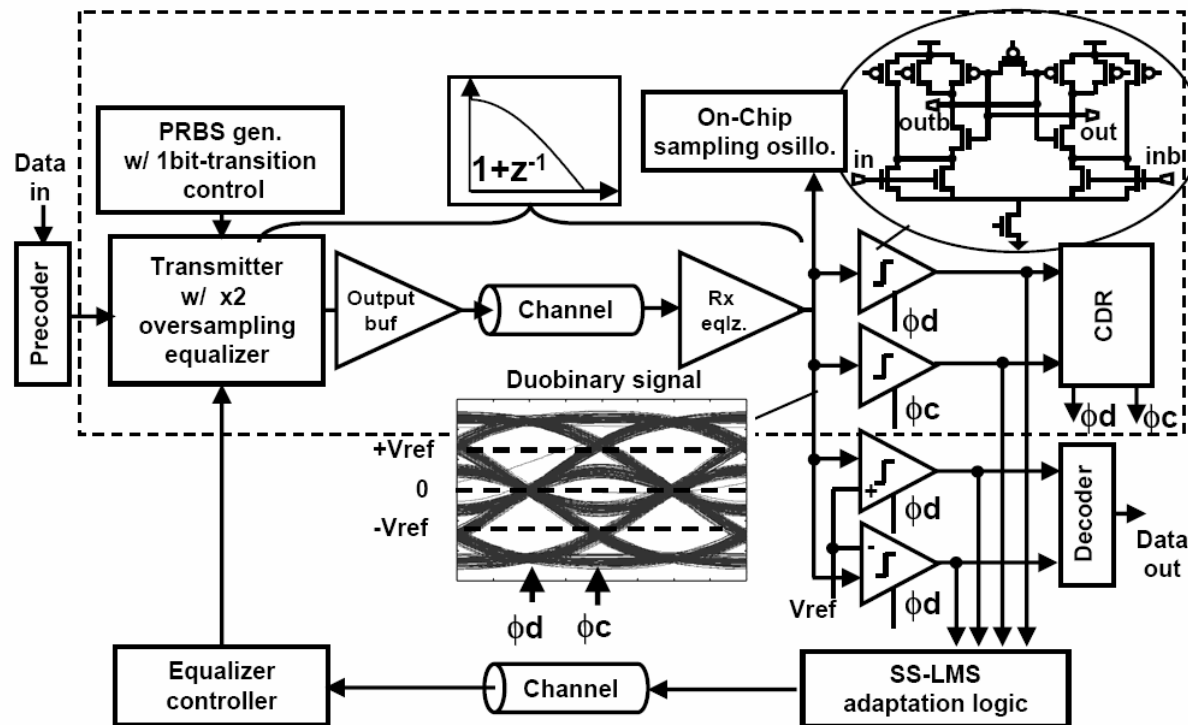 PRBS gen.
w/ 1bit-transition
control
Data
in
Precoder
Transmitter
w/ x2
oversampling
equalizer
1+z⁻¹
Output
buf
Channel
Rx
eqlz.
On-Chip
sampling osillo.
outb
out
in
inb
ϕd
ϕc
CDR
ϕd
ϕc
Duobinary signal
+Vref
0
-Vref
ϕd
ϕc
+
ϕd
-
ϕd
Vref
Decoder
Data
out
Equalizer
controller
Channel
SS-LMS
adaptation logic